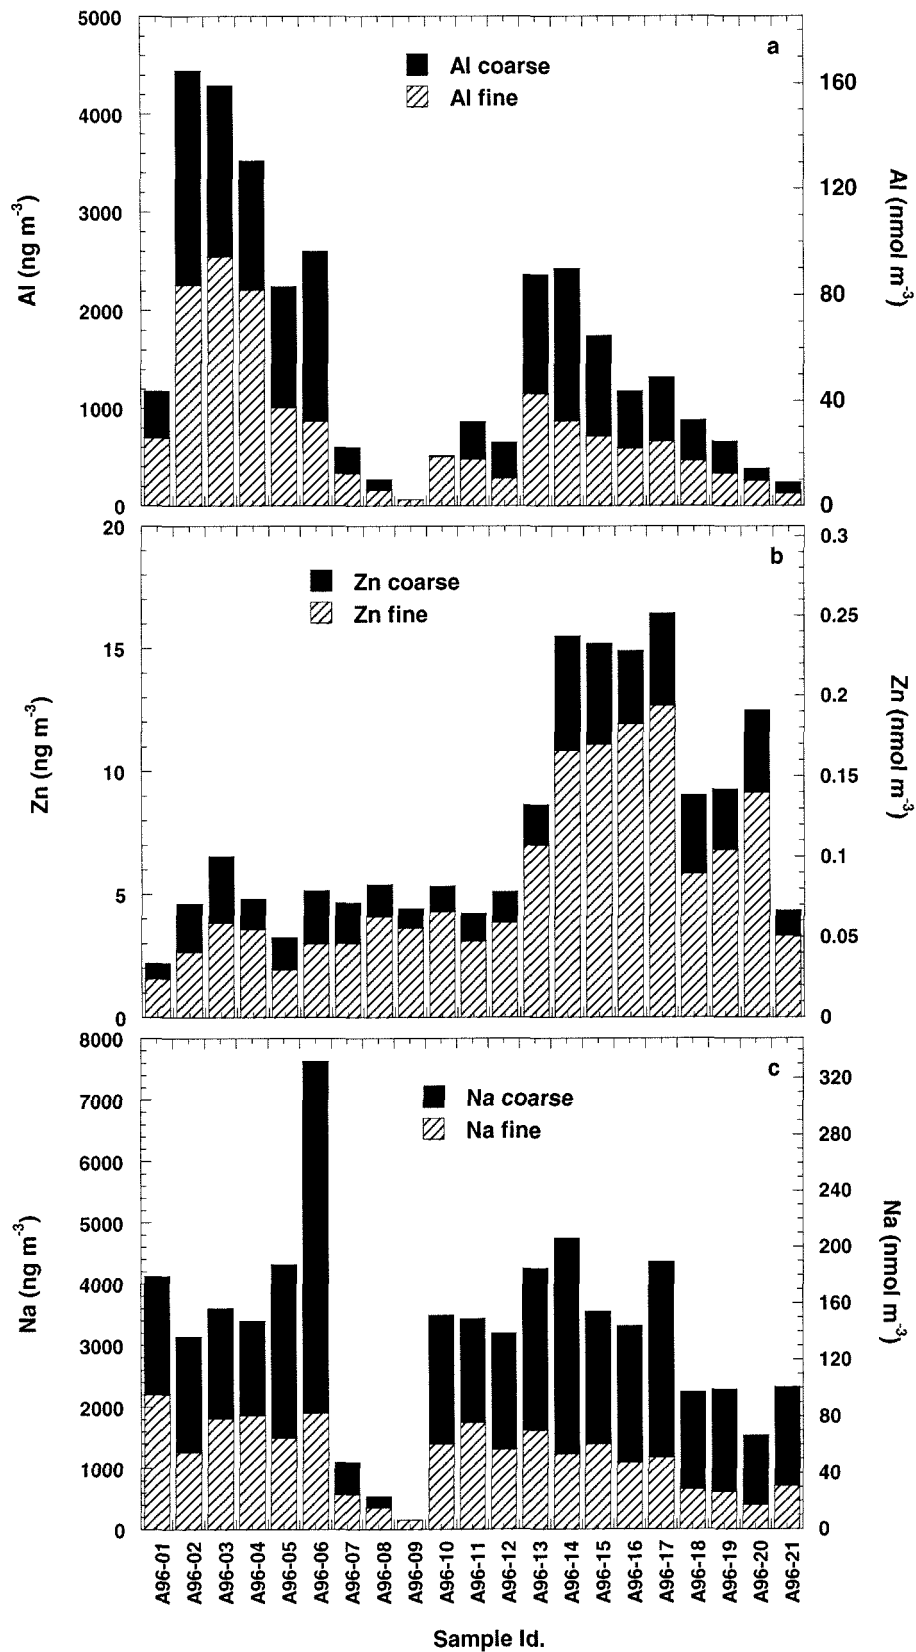 5000
a
Al coarse
Al fine
160
4000
120
3000
Al (ng m-3)
Al (nmol m-3)
80
2000
40
1000
0
0
20
b
0.3
Zn coarse
Zn fine
0.25
15
0.2
Zn (ng m-3)
Zn (nmol m-3)
10
0.15
0.1
5
0.05
0
0
8000
c
320
Na coarse
Na fine
7000
280
6000
240
5000
200
Na (ng m-3)
Na (nmol m-3)
4000
160
3000
120
2000
80
1000
40
0
0
A96-01
A96-02
A96-03
A96-04
A96-05
A96-06
A96-07
A96-08
A96-09
A96-10
A96-11
A96-12
A96-13
A96-14
A96-15
A96-16
A96-17
A96-18
A96-19
A96-20
A96-21
Sample Id.